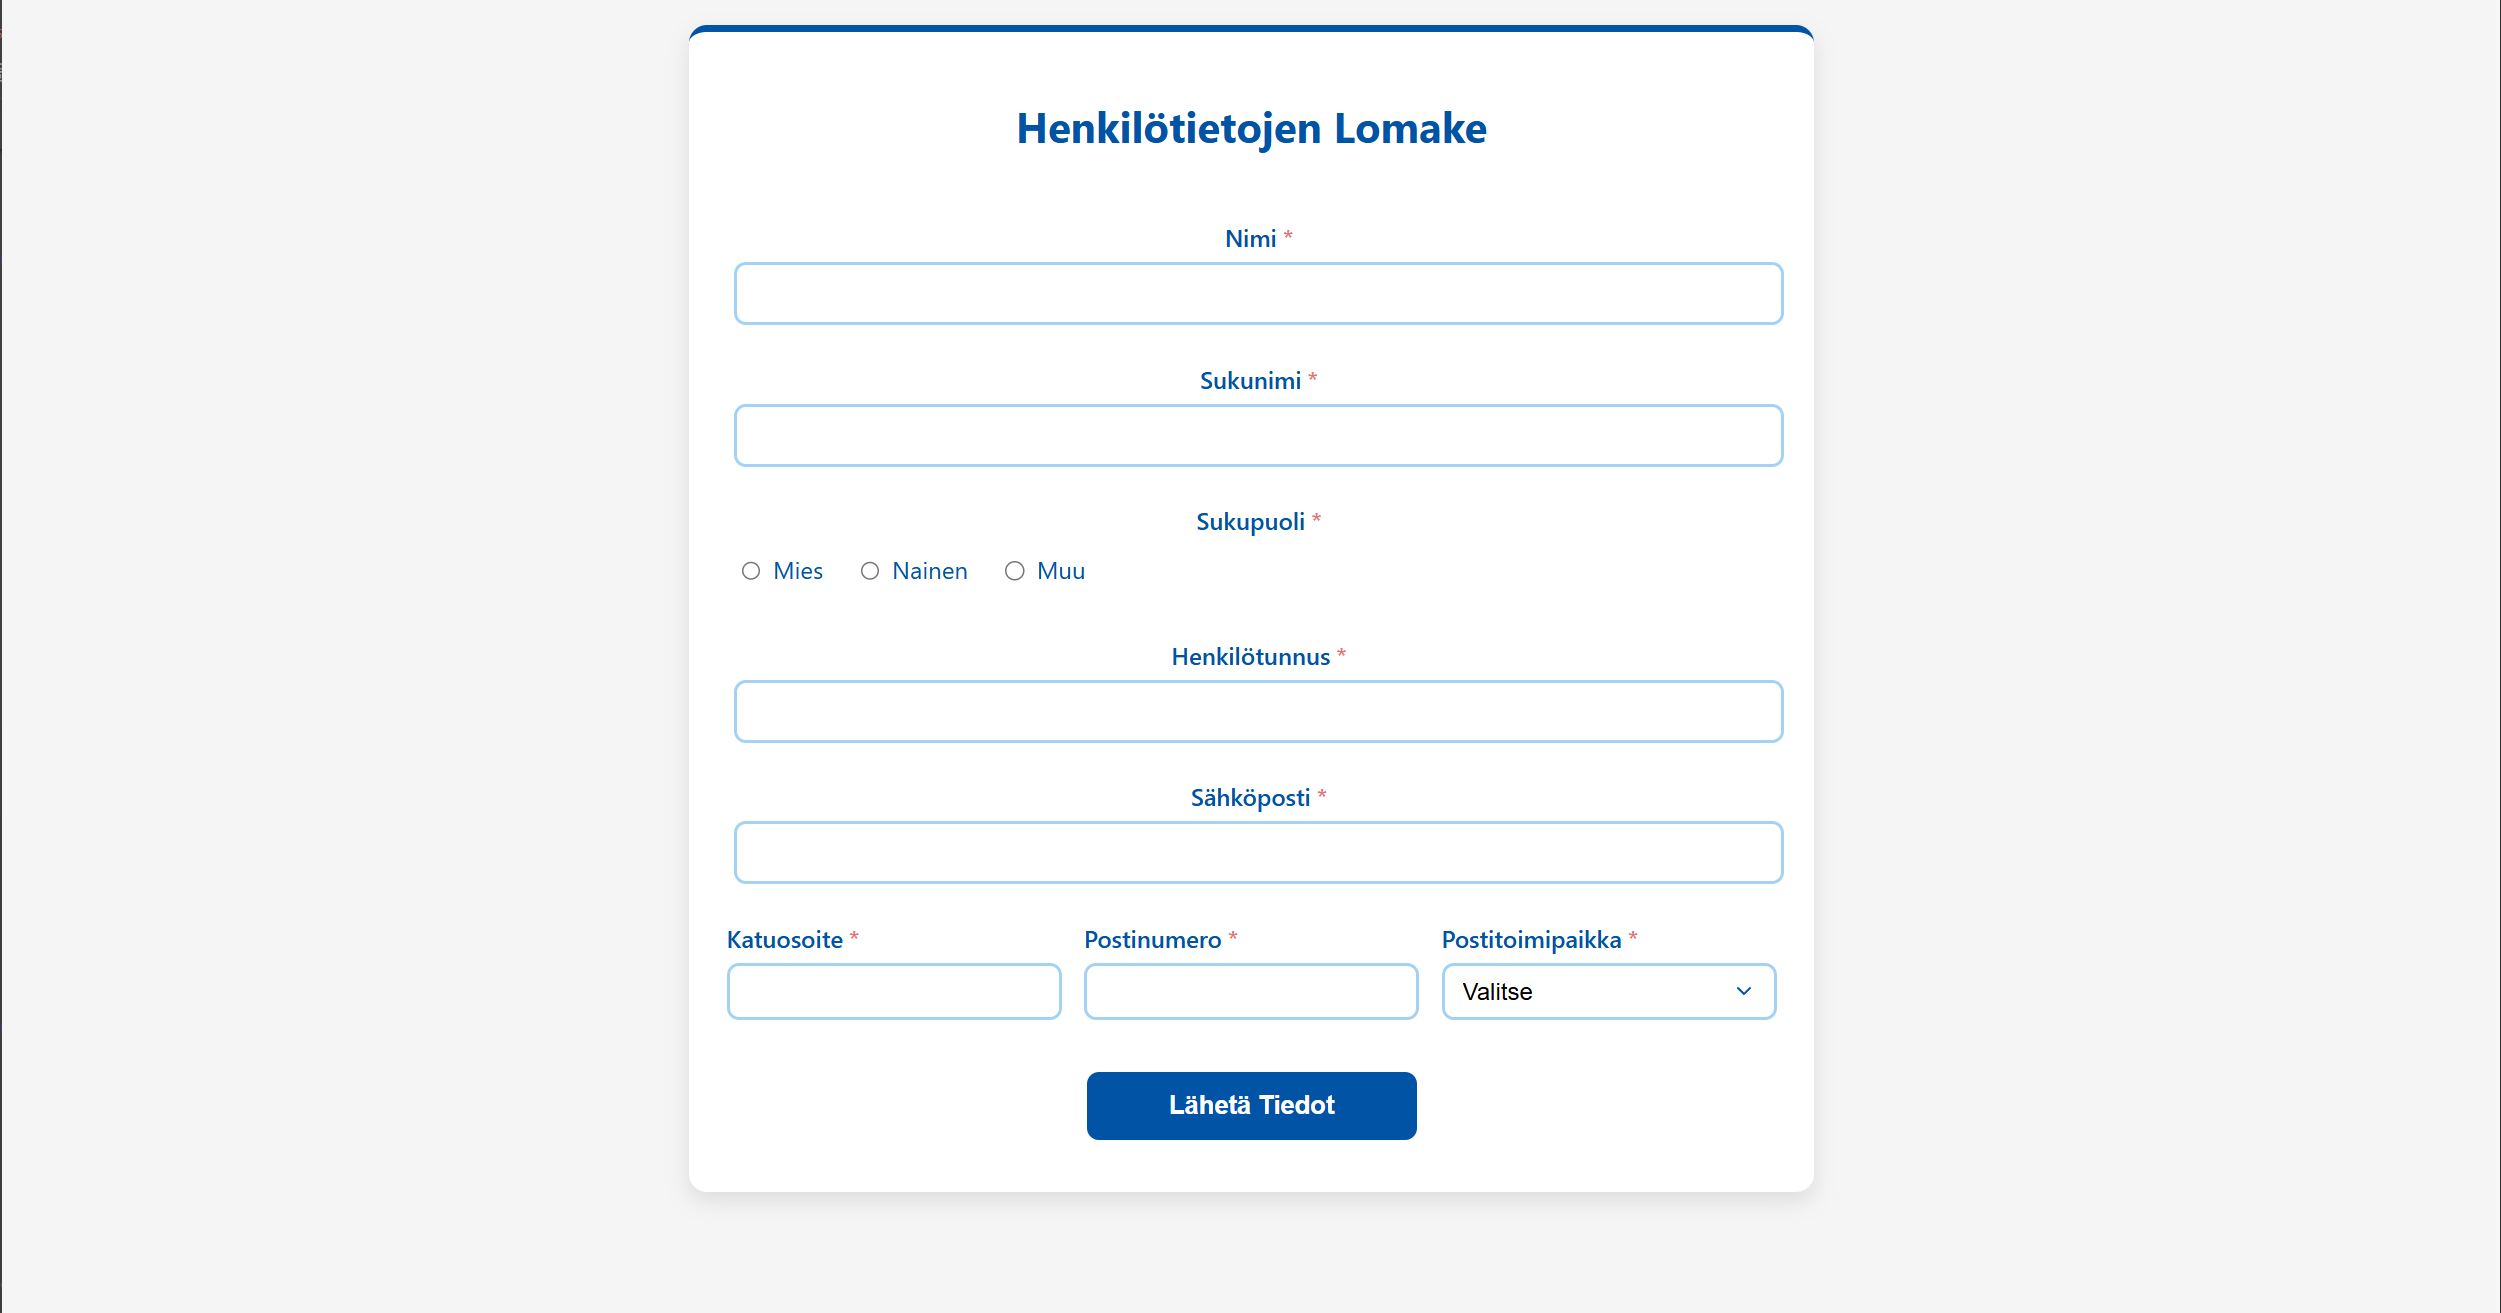 Henkilötietojen Lomake
Nimi *
Sukunimi *
Sukupuoli *
Mies Nainen Muu
Henkilötunnus *
Sähköposti *
Katuosoite * Postinumero * Postitoimipaikka *
Valitse
Lähetä Tiedot